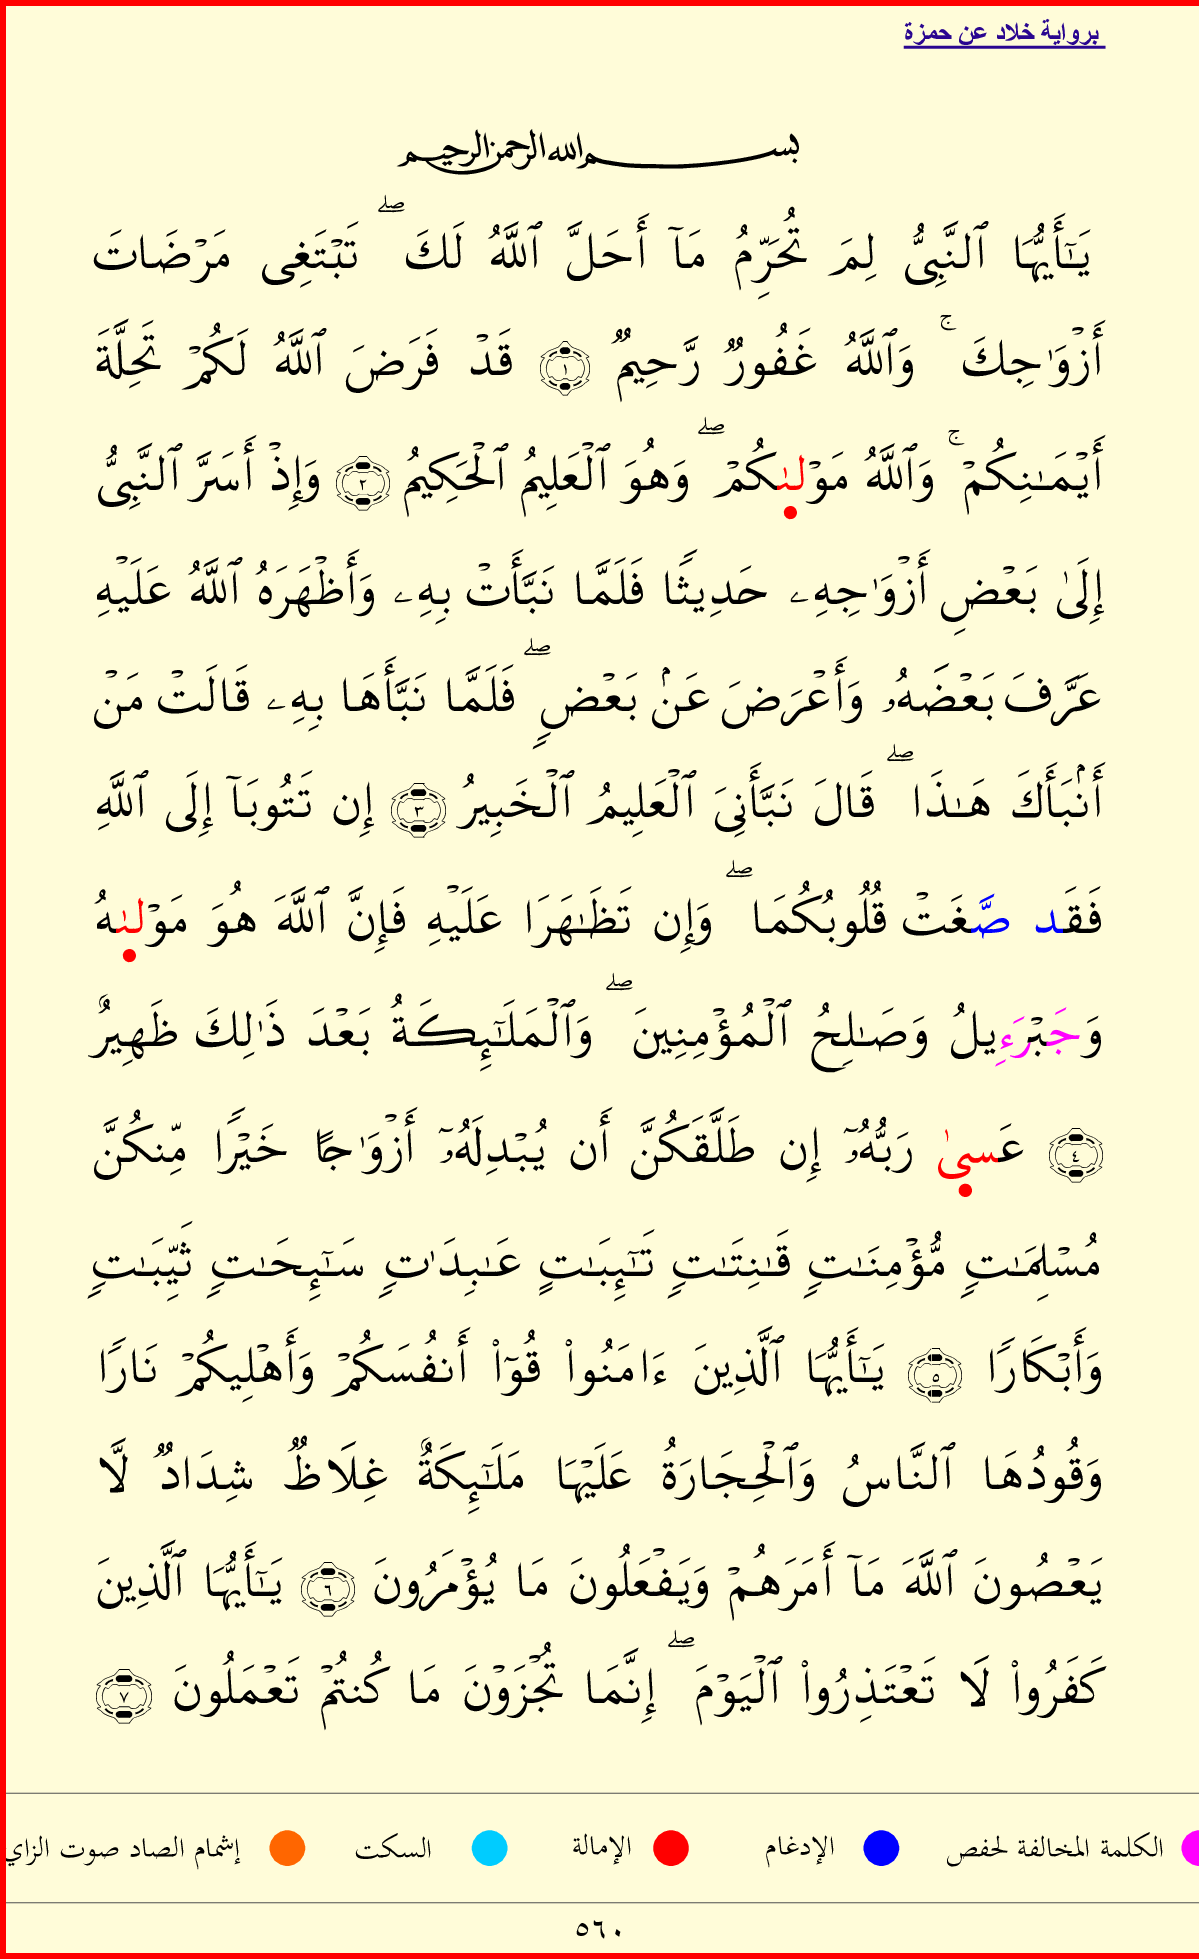 برواية خلاد عن حمزة
بسم الله الرحمن الرحيم
يَـٰٓأَيُّهَا ٱلنَّبِىُّ لِمَ تُحَرِّمُ مَآ أَحَلَّ ٱللَّهُ لَكَ ۖ تَبْتَغِى مَرْضَاتَ
أَزْوَٰجِكَ ۚ وَٱللَّهُ غَفُورٌ رَّحِيمٌ ١ قَدْ فَرَضَ ٱللَّهُ لَكُمْ تَحِلَّةَ
أَيْمَـٰنِكُمْ ۚ وَٱللَّهُ مَوْلَىٰكُمْ ۖ وَهُوَ ٱلْعَلِيمُ ٱلْحَكِيمُ ٢ وَإِذْ أَسَرَّ ٱلنَّبِىُّ
إِلَىٰ بَعْضِ أَزْوَٰجِهِۦ حَدِيثًا فَلَمَّا نَبَّأَتْ بِهِۦ وَأَظْهَرَهُ ٱللَّهُ عَلَيْهِ
عَرَّفَ بَعْضَهُۥ وَأَعْرَضَ عَنۢ بَعْضٍ ۖ فَلَمَّا نَبَّأَهَا بِهِۦ قَالَتْ مَنْ
أَنۢبَأَكَ هَـٰذَا ۖ قَالَ نَبَّأَنِىَ ٱلْعَلِيمُ ٱلْخَبِيرُ ٣ إِن تَتُوبَآ إِلَى ٱللَّهِ
فَقَد صَّغَتْ قُلُوبُكُمَا ۖ وَإِن تَظَـٰهَرَا عَلَيْهِ فَإِنَّ ٱللَّهَ هُوَ مَوْلَىٰهُ
وَجَبْرَءِيلُ وَصَـٰلِحُ ٱلْمُؤْمِنِينَ ۖ وَٱلْمَلَـٰٓئِكَةُ بَعْدَ ذَٰلِكَ ظَهِيرٌ
٤ عَسىٰ رَبُّهُۥٓ إِن طَلَّقَكُنَّ أَن يُبْدِلَهُۥٓ أَزْوَٰجًا خَيْرًا مِّنكُنَّ
مُسْلِمَـٰتٍ مُّؤْمِنَـٰتٍ قَـٰنِتَـٰتٍ تَـٰٓئِبَـٰتٍ عَـٰبِدَٰتٍ سَـٰٓئِحَـٰتٍ ثَيِّبَـٰتٍ
وَأَبْكَارًا ٥ يَـٰٓأَيُّهَا ٱلَّذِينَ ءَامَنُوا۟ قُوٓا۟ أَنفُسَكُمْ وَأَهْلِيكُمْ نَارًا
وَقُودُهَا ٱلنَّاسُ وَٱلْحِجَارَةُ عَلَيْهَا مَلَـٰٓئِكَةٌ غِلَاظٌ شِدَادٌ لَّا
يَعْصُونَ ٱللَّهَ مَآ أَمَرَهُمْ وَيَفْعَلُونَ مَا يُؤْمَرُونَ ٦ يَـٰٓأَيُّهَا ٱلَّذِينَ
كَفَرُوا۟ لَا تَعْتَذِرُوا۟ ٱلْيَوْمَ ۖ إِنَّمَا تُجْزَوْنَ مَا كُنتُمْ تَعْمَلُونَ ٧
الكلمة المخالفة لحفص الإدغام الإمالة السكت إشمام الصاد صوت الزاي
٥٦٠